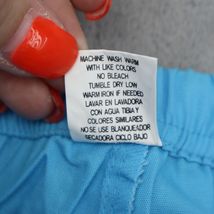 MACHINE WASH WARM
WITH LIKE COLORS
NO BLEACH
TUMBLE DRY LOW
WARM IRON IF NEEDED
LAVAR EN LAVADORA
CON AGUA TIBIA Y
COLORES SIMILARES
NO SE USE BLANQUEADOR
SECADORA CICLO BAJO